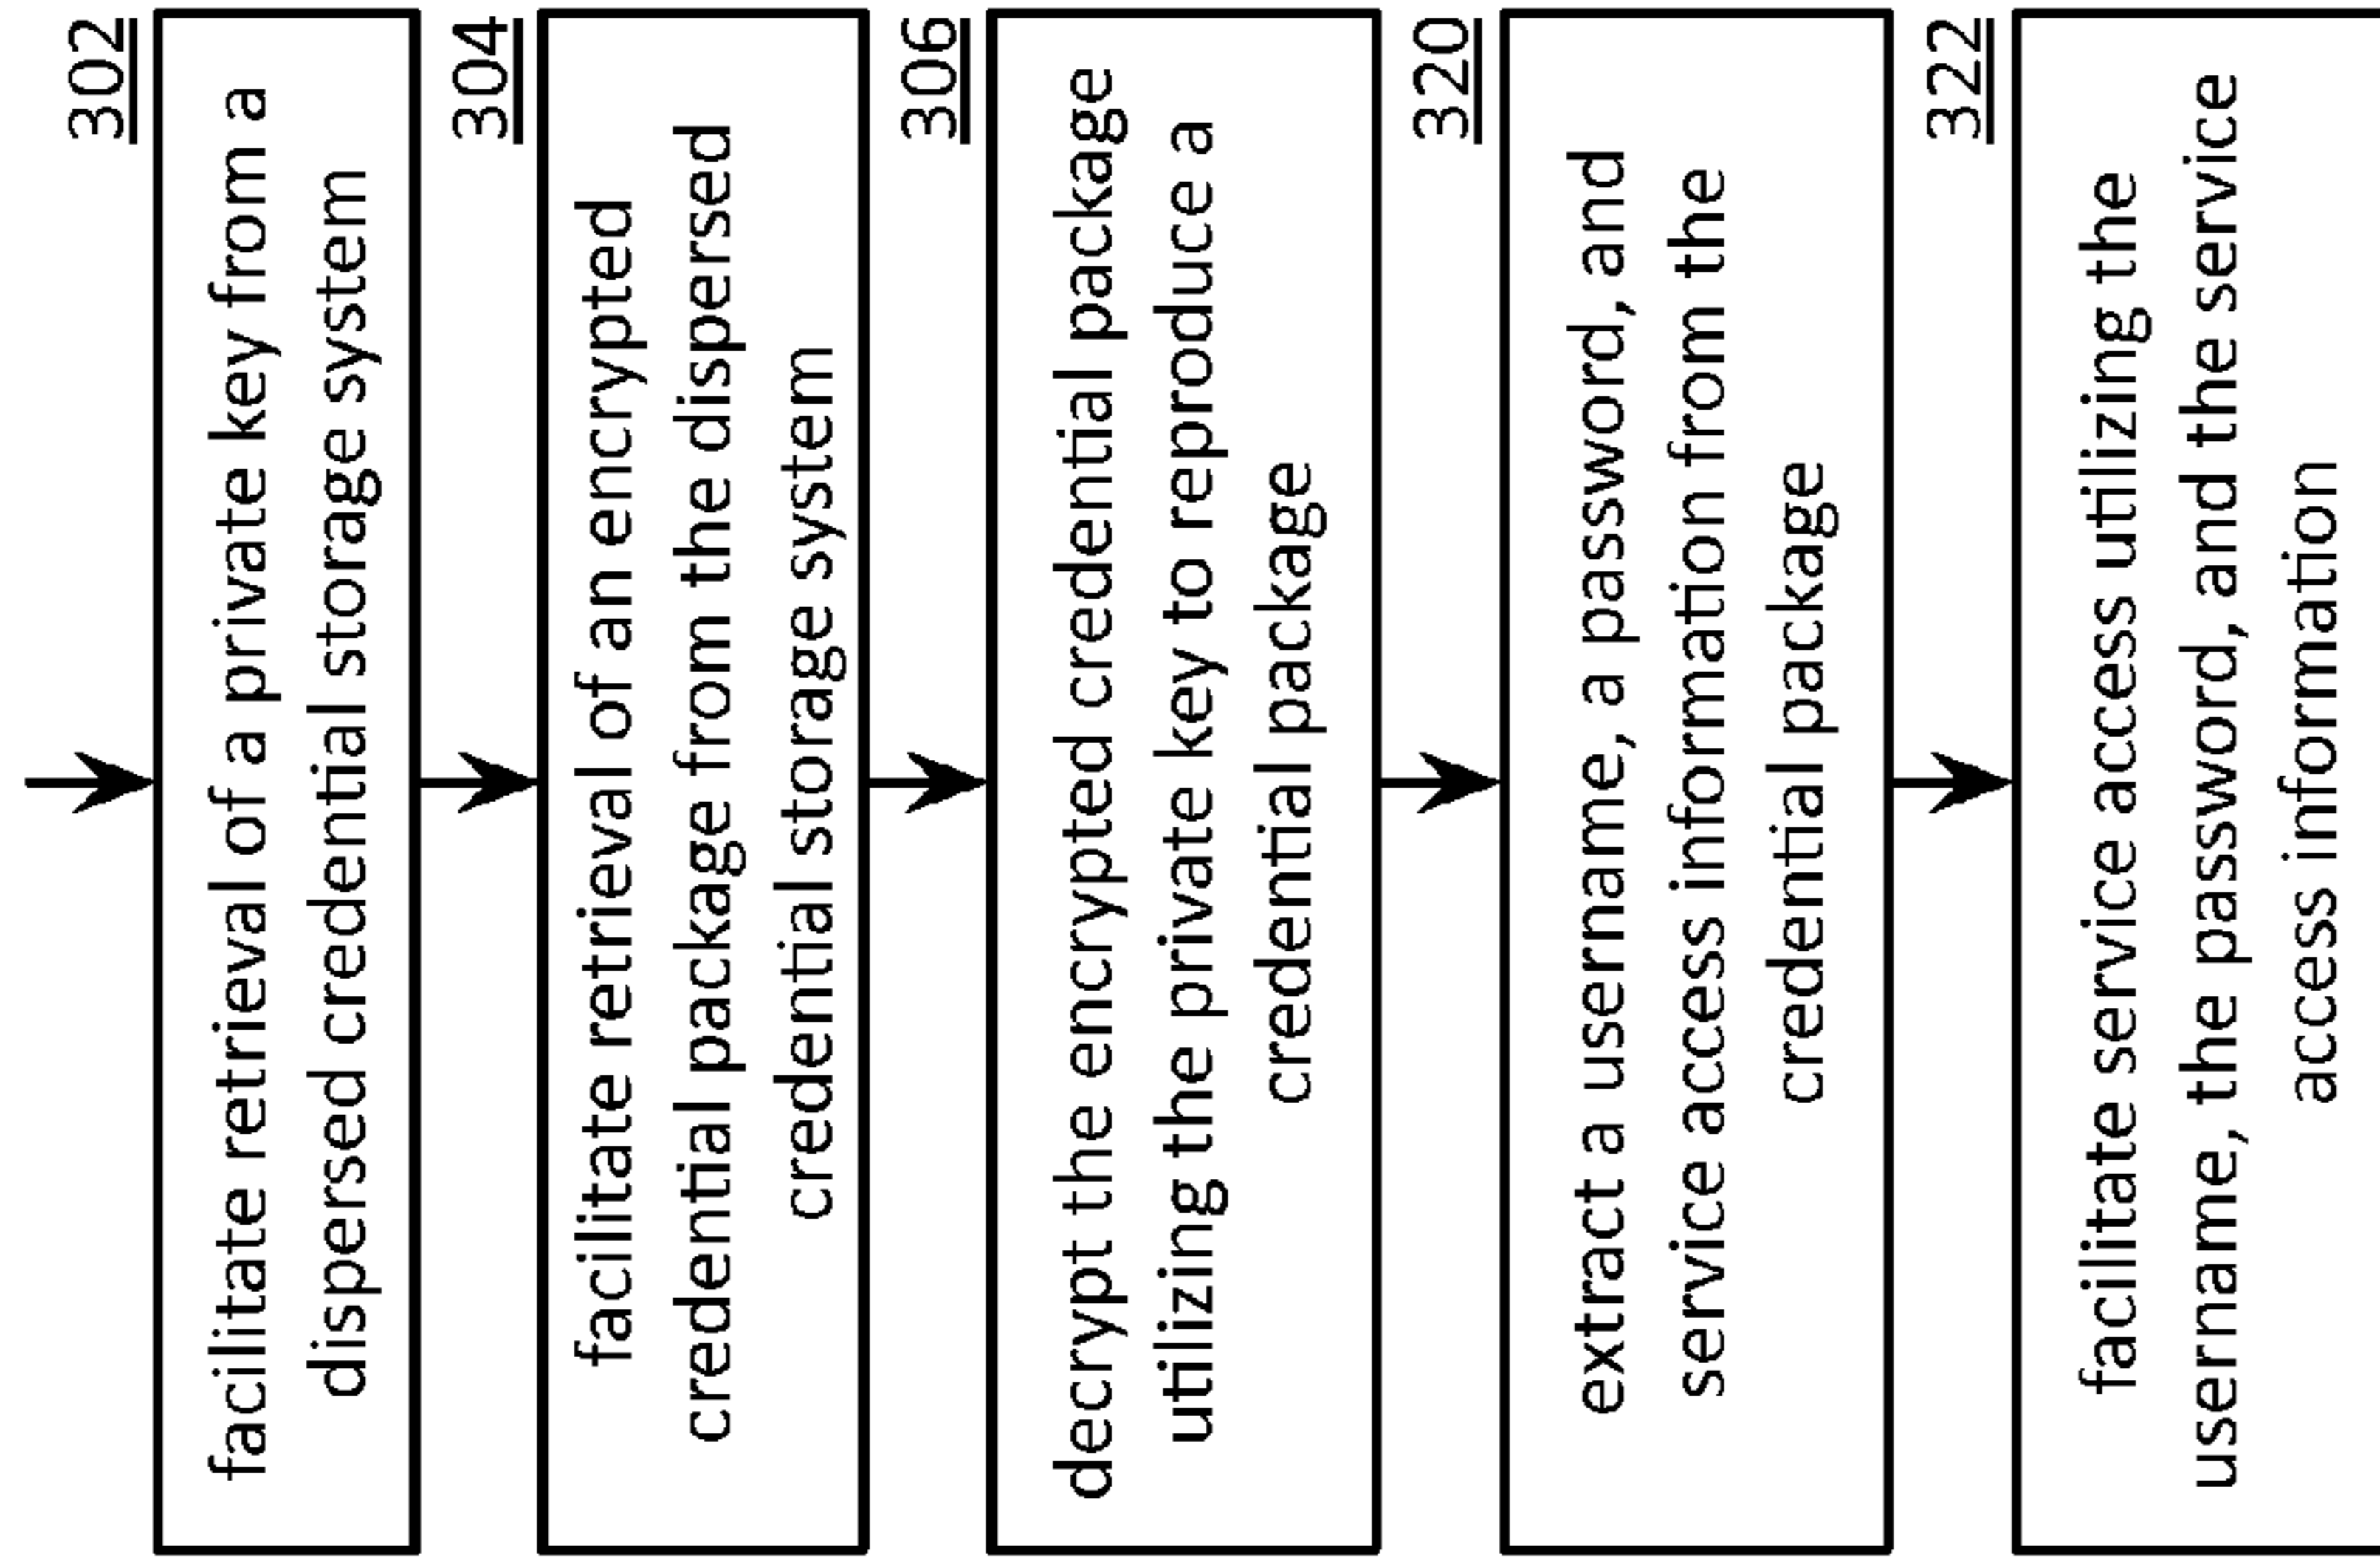 302
facilitate retrieval of a private key from a
dispersed credential storage system
304
facilitate retrieval of an encrypted
credential package from the dispersed
credential storage system
306
decrypt the encrypted credential package
utilizing the private key to reproduce a
credential package
320
extract a username, a password, and
service access information from the
credential package
322
facilitate service access utilizing the
username, the password, and the service
access information